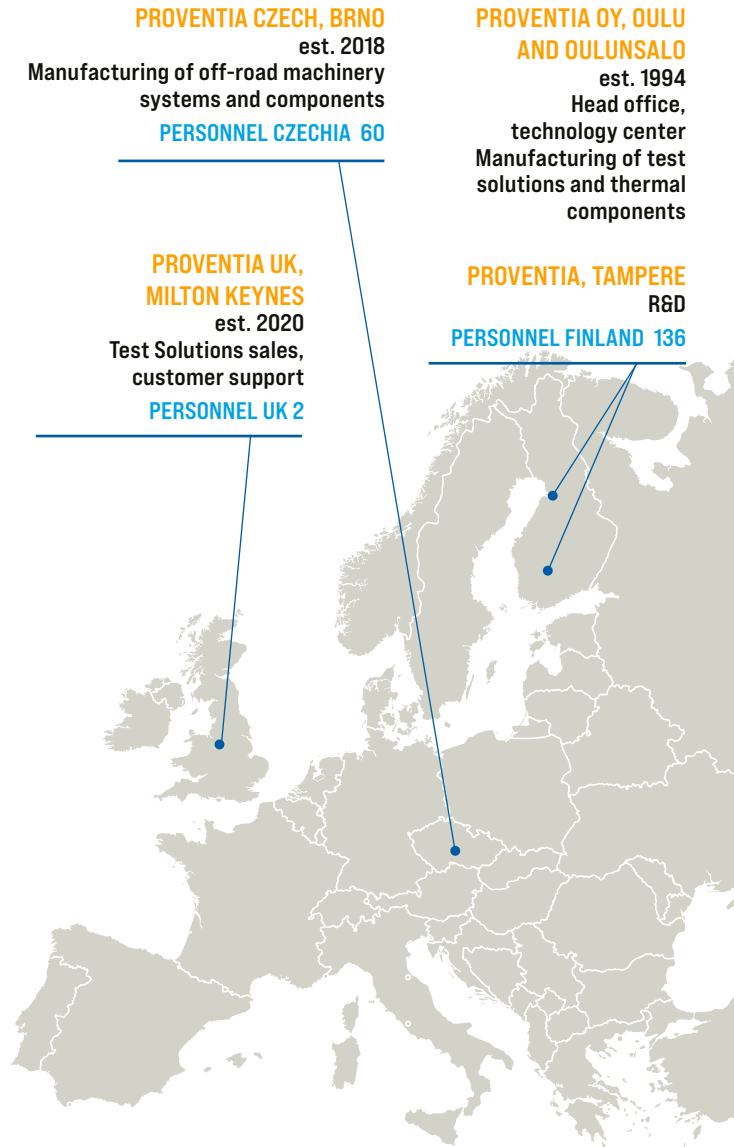 PROVENTIA CZECH, BRNO
est. 2018
Manufacturing of off-road machinery
systems and components
PERSONNEL CZECHIA 60
PROVENTIA OY, OULU
AND OULUNSALO
est. 1994
Head office,
technology center
Manufacturing of test
solutions and thermal
components
PROVENTIA UK,
MILTON KEYNES
est. 2020
Test Solutions sales,
customer support
PERSONNEL UK 2
PROVENTIA, TAMPERE
R&D
PERSONNEL FINLAND 136